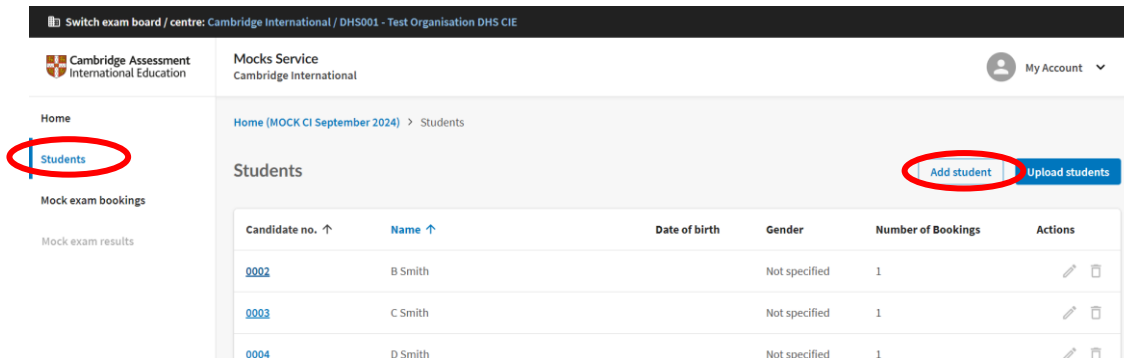 Switch exam board / centre: Cambridge International / DHS001 - Test Organisation DHS CIE
Cambridge Assessment
International Education
Mocks Service
Cambridge International
My Account
Home
Students
Mock exam bookings
Mock exam results
Home (MOCK CI September 2024) > Students
Students
Add student
Upload students
Candidate no. ↑ Name ↑ Date of birth Gender Number of Bookings Actions
0002 B Smith Not specified 1
0003 C Smith Not specified 1
0004 D Smith Not specified 1